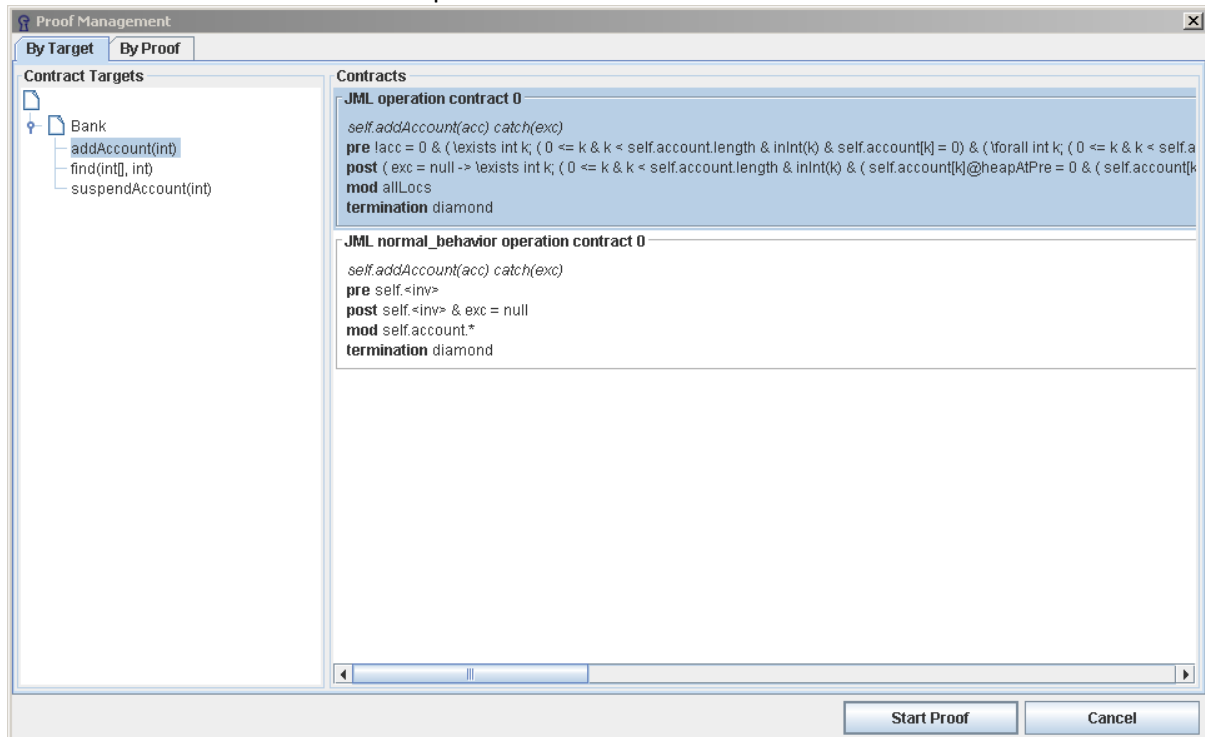 Proof Management
By Target By Proof
Contract Targets
Bank
addAccount(int)
find(int[], int)
suspendAccount(int)
Contracts
JML operation contract 0
self.addAccount(acc) catch(exc)
pre !acc = 0 & ( \exists int k; ( 0 <= k & k < self.account.length & inInt(k) & self.account[k] = 0) & ( \forall int k; ( 0 <= k & k < self.a
post ( exc = null -> \exists int k; ( 0 <= k & k < self.account.length & inInt(k) & ( self.account[k]@heapAtPre = 0 & ( self.account[k
mod allLocs
termination diamond
JML normal_behavior operation contract 0
self.addAccount(acc) catch(exc)
pre self.<inv>
post self.<inv> & exc = null
mod self.account.*
termination diamond
Start Proof Cancel